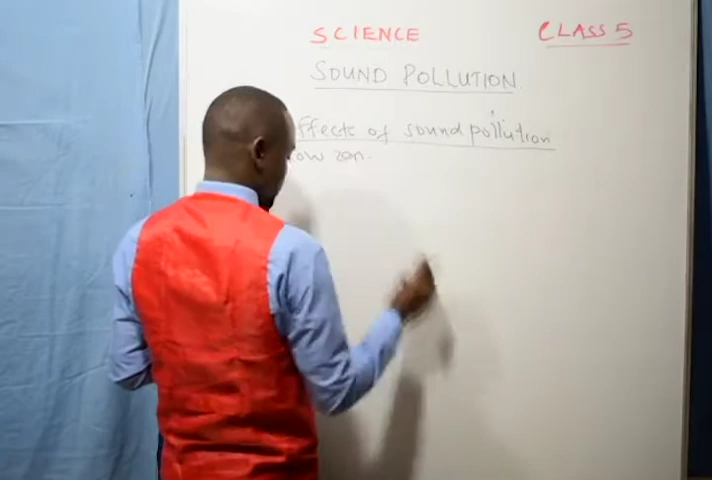 SCIENCE CLASS 5
SOUND POLLUTION
ffects of sound pollution